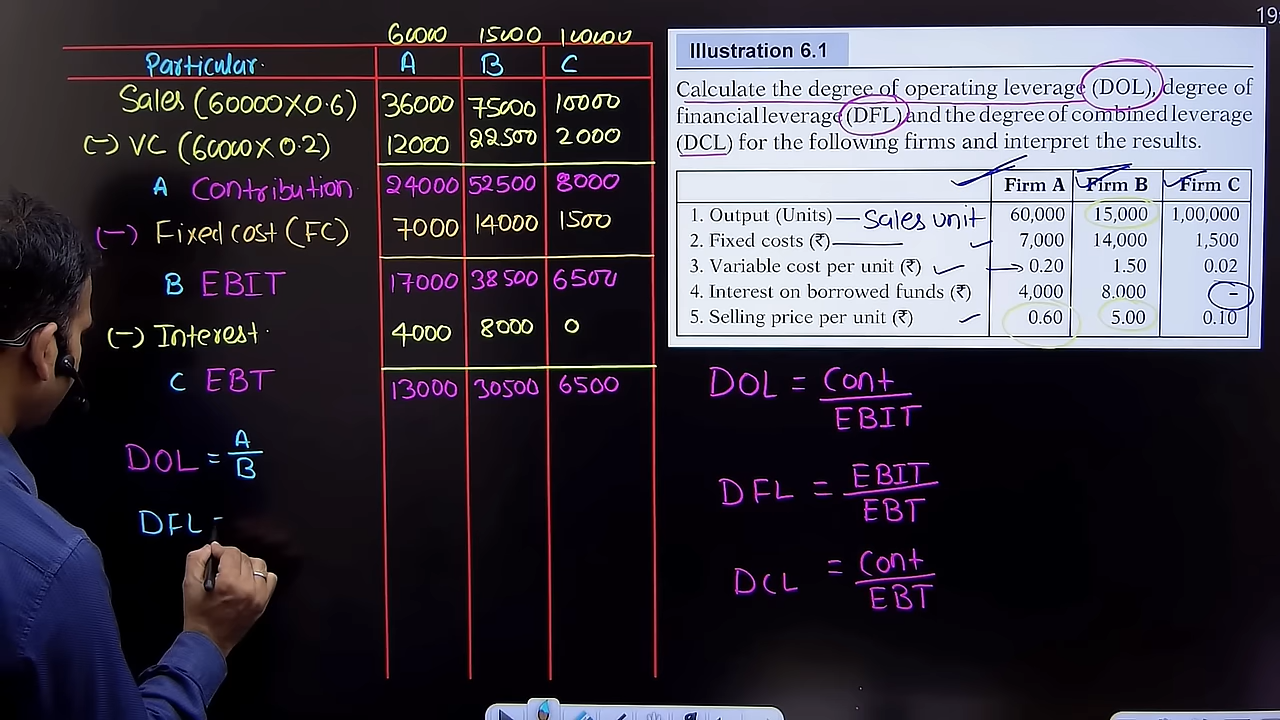 19
60000 15000 100000
Particular. A B C
Sales (60000X0.6) 36000 75000 10000
(-) VC (60000X0.2) 12000 22500 2000
A Contribution 24000 52500 8000
(-) Fixed cost (FC) 7000 14000 1500
B EBIT 17000 38500 6500
(-) Interest. 4000 8000 0
C EBT 13000 30500 6500
DOL = A/B
DFL =
Illustration 6.1
Calculate the degree of operating leverage (DOL), degree of
financial leverage (DFL) and the degree of combined leverage
(DCL) for the following firms and interpret the results.
Firm A Firm B Firm C
1. Output (Units) — Sales unit 60,000 15,000 1,00,000
2. Fixed costs (₹) 7,000 14,000 1,500
3. Variable cost per unit (₹) 0.20 1.50 0.02
4. Interest on borrowed funds (₹) 4,000 8.000 -
5. Selling price per unit (₹) 0.60 5.00 0.10
DOL = Cont/EBIT
DFL = EBIT/EBT
DCL = Cont/EBT